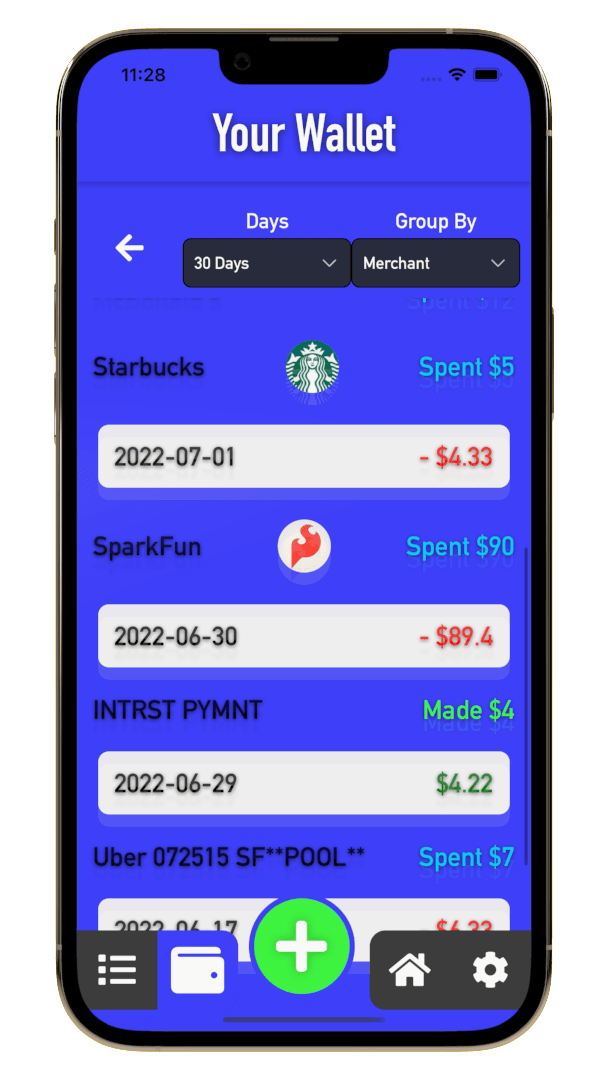 11:28
Your Wallet
Days Group By
30 Days Merchant
Spent $12
Starbucks Spent $5
2022-07-01 - $4.33
SparkFun Spent $90
2022-06-30 - $89.4
INTRST PYMNT Made $4
2022-06-29 $4.22
Uber 072515 SF**POOL** Spent $7
2022-06-17